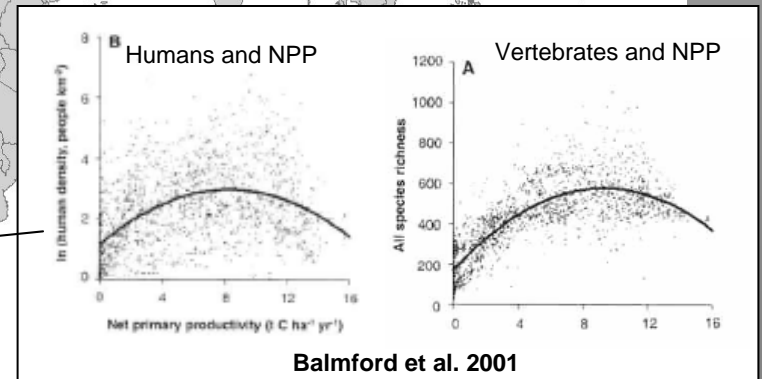 B Humans and NPP
8
6
4
2
0
ln (human density, people km⁻²)
0 4 8 12 16
Net primary productivity (t C ha⁻¹ yr⁻¹)
A Vertebrates and NPP
1200
1000
800
600
400
200
0
All species richness
0 4 8 12 16
Balmford et al. 2001